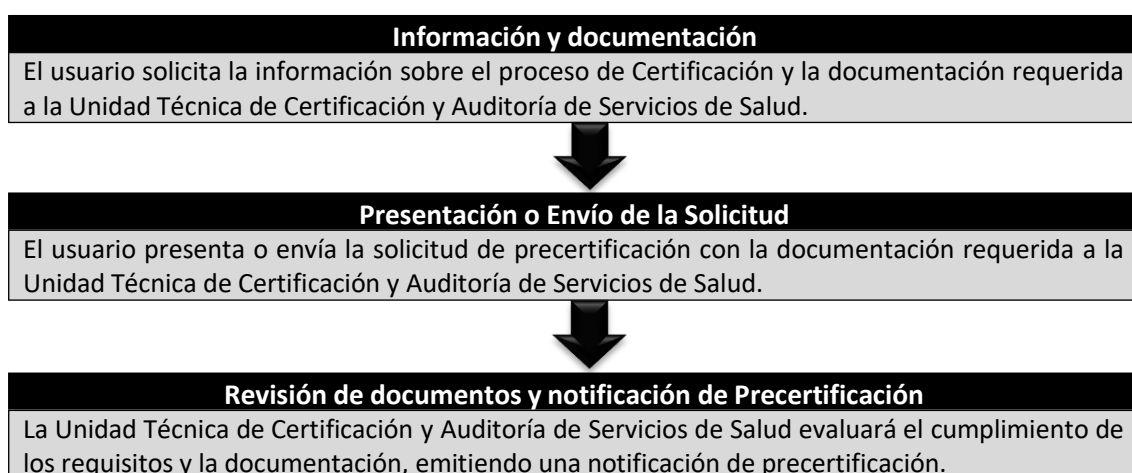 Información y documentación
El usuario solicita la información sobre el proceso de Certificación y la documentación requerida
a la Unidad Técnica de Certificación y Auditoría de Servicios de Salud.
Presentación o Envío de la Solicitud
El usuario presenta o envía la solicitud de precertificación con la documentación requerida a la
Unidad Técnica de Certificación y Auditoría de Servicios de Salud.
Revisión de documentos y notificación de Precertificación
La Unidad Técnica de Certificación y Auditoría de Servicios de Salud evaluará el cumplimiento de
los requisitos y la documentación, emitiendo una notificación de precertificación.